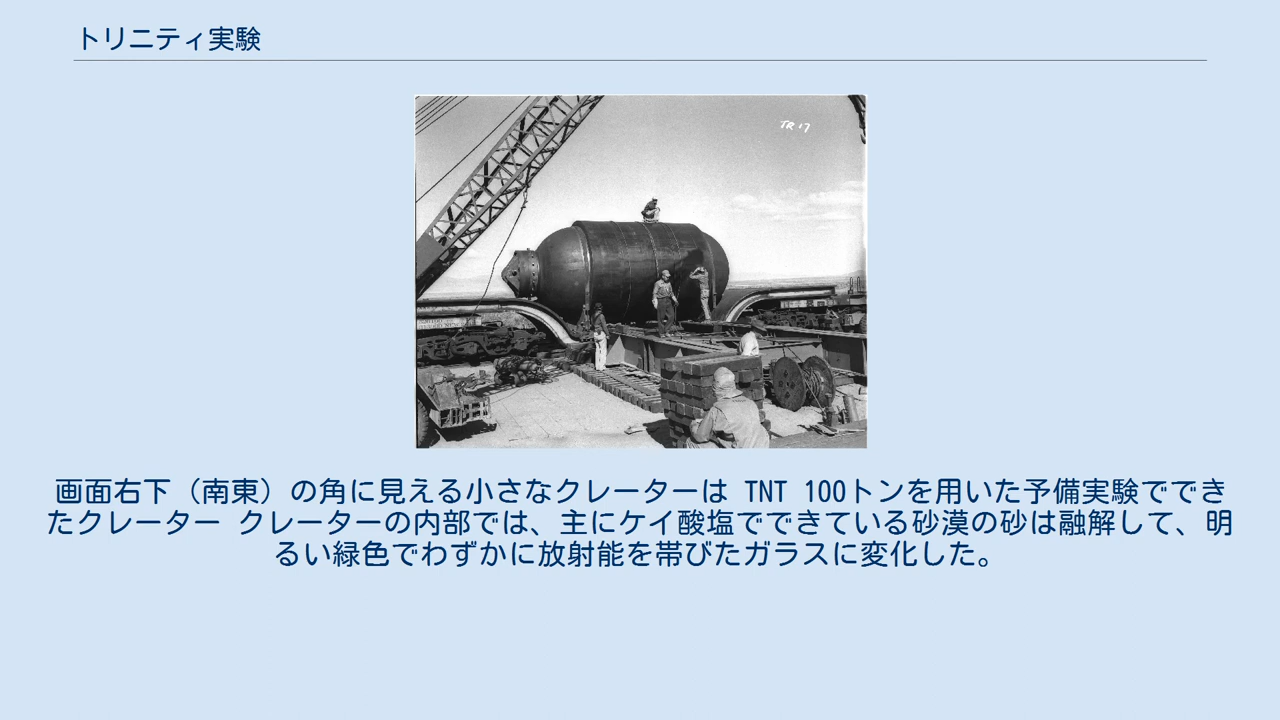 トリニティ実験
TR 17
画面右下（南東）の角に見える小さなクレーターは TNT 100トンを用いた予備実験ででき
たクレーター クレーターの内部では、主にケイ酸塩でできている砂漠の砂は融解して、明
るい緑色でわずかに放射能を帯びたガラスに変化した。